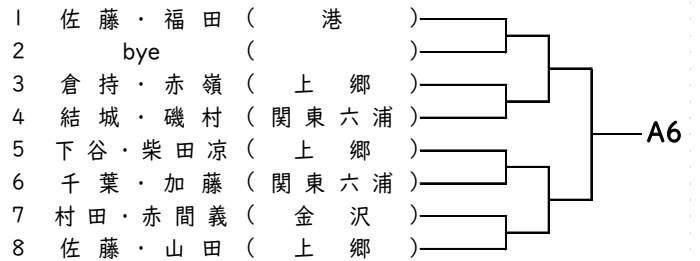 1 佐藤・福田(港)
2 bye ()
3 倉持・赤嶺(上郷)
4 結城・磯村(関東六浦)
5 下谷・柴田凉(上郷)
6 千葉・加藤(関東六浦)
7 村田・赤間義(金沢)
8 佐藤・山田(上郷)
A6